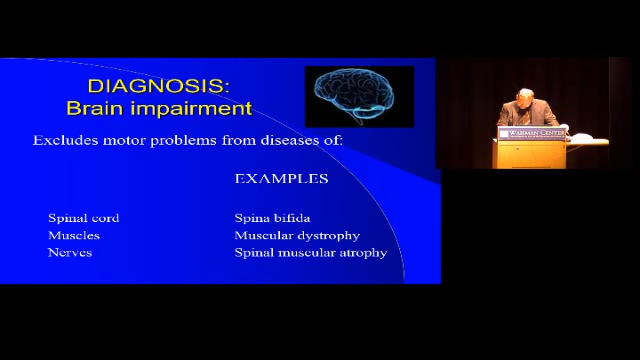 DIAGNOSIS:
Brain impairment
Excludes motor problems from diseases of:
EXAMPLES
Spinal cord Spina bifida
Muscles Muscular dystrophy
Nerves Spinal muscular atrophy
WAXMAN CENTER